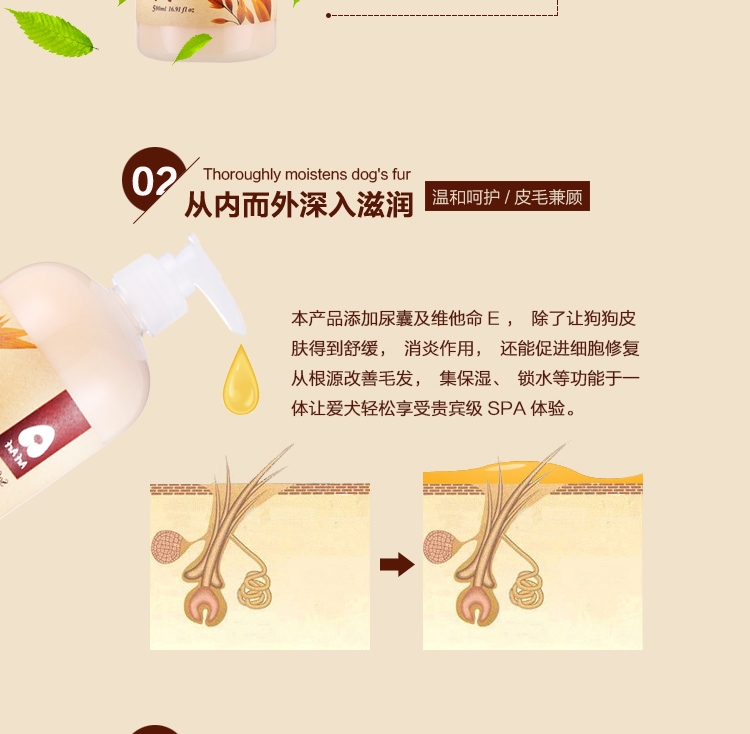 500ml 16.91 fl oz
02
Thoroughly moistens dog's fur
从内而外深入滋润
温和呵护 / 皮毛兼顾
本产品添加尿囊及维他命 E ， 除了让狗狗皮
肤得到舒缓， 消炎作用， 还能促进细胞修复
从根源改善毛发， 集保湿、 锁水等功能于一
体让爱犬轻松享受贵宾级 SPA 体验。